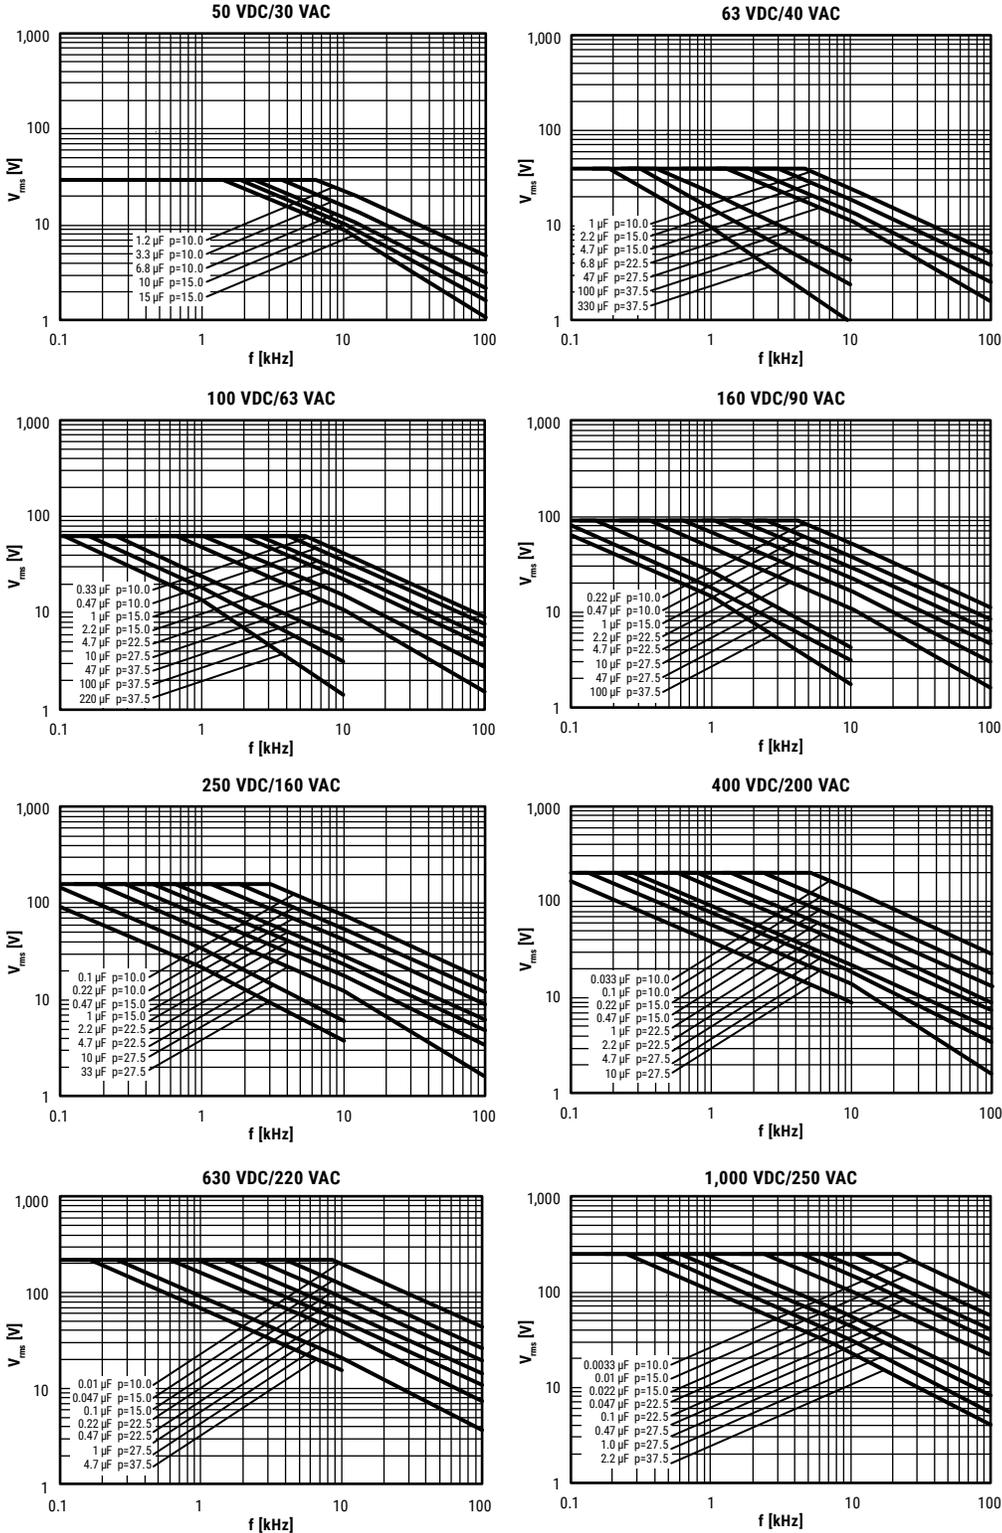 50 VDC/30 VAC
1,000
100
10
1
Vrms [V]
1.2 µF p=10.0
3.3 µF p=10.0
6.8 µF p=10.0
10 µF p=15.0
15 µF p=15.0
0.1
1
10
100
f [kHz]
63 VDC/40 VAC
1,000
100
10
1
Vrms [V]
1 µF p=10.0
2.2 µF p=15.0
4.7 µF p=15.0
6.8 µF p=22.5
47 µF p=27.5
100 µF p=37.5
330 µF p=37.5
0.1
1
10
100
f [kHz]
100 VDC/63 VAC
1,000
100
10
1
Vrms [V]
0.33 µF p=10.0
0.47 µF p=10.0
1 µF p=15.0
2.2 µF p=15.0
4.7 µF p=22.5
10 µF p=27.5
47 µF p=37.5
100 µF p=37.5
220 µF p=37.5
0.1
1
10
100
f [kHz]
160 VDC/90 VAC
1,000
100
10
1
Vrms [V]
0.22 µF p=10.0
0.47 µF p=10.0
1 µF p=15.0
2.2 µF p=22.5
4.7 µF p=22.5
10 µF p=27.5
47 µF p=27.5
100 µF p=37.5
0.1
1
10
100
f [kHz]
250 VDC/160 VAC
1,000
100
10
1
Vrms [V]
0.1 µF p=10.0
0.22 µF p=10.0
0.47 µF p=15.0
1 µF p=15.0
2.2 µF p=22.5
4.7 µF p=22.5
10 µF p=27.5
33 µF p=27.5
0.1
1
10
100
f [kHz]
400 VDC/200 VAC
1,000
100
10
1
Vrms [V]
0.033 µF p=10.0
0.1 µF p=10.0
0.22 µF p=15.0
0.47 µF p=15.0
1 µF p=22.5
2.2 µF p=22.5
4.7 µF p=27.5
10 µF p=27.5
0.1
1
10
100
f [kHz]
630 VDC/220 VAC
1,000
100
10
1
Vrms [V]
0.01 µF p=10.0
0.047 µF p=15.0
0.1 µF p=15.0
0.22 µF p=22.5
0.47 µF p=22.5
1 µF p=27.5
4.7 µF p=37.5
0.1
1
10
100
f [kHz]
1,000 VDC/250 VAC
1,000
100
10
1
Vrms [V]
0.0033 µF p=10.0
0.01 µF p=15.0
0.022 µF p=15.0
0.047 µF p=22.5
0.1 µF p=22.5
0.47 µF p=27.5
1.0 µF p=27.5
2.2 µF p=37.5
0.1
1
10
100
f [kHz]